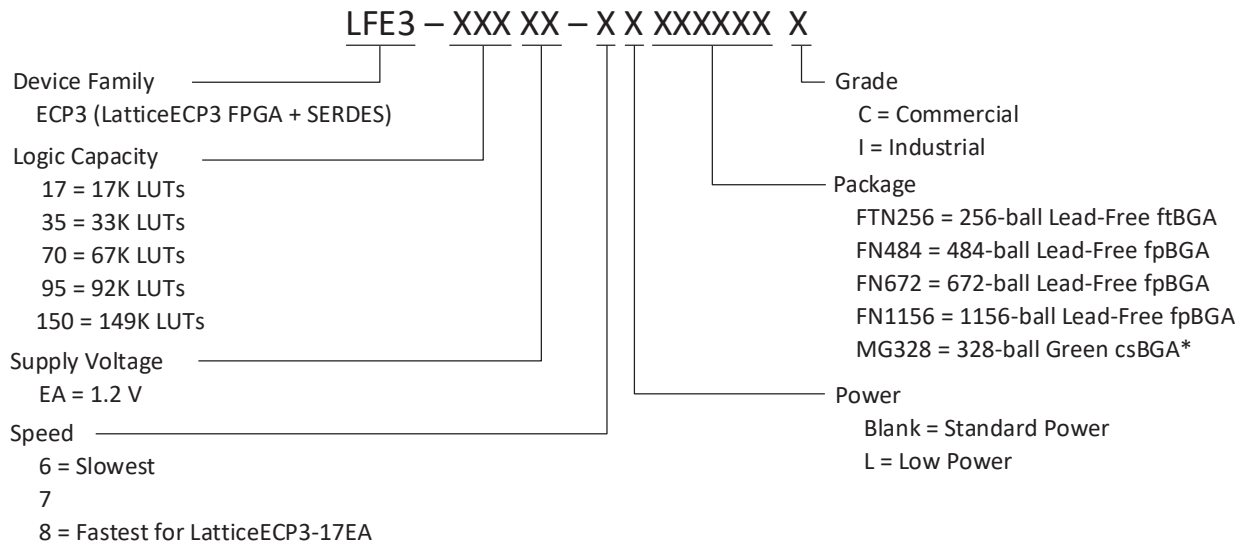 LFE3 – XXX XX – X X XXXXXX X
Device Family
ECP3 (LatticeECP3 FPGA + SERDES)
Logic Capacity
17 = 17K LUTs
35 = 33K LUTs
70 = 67K LUTs
95 = 92K LUTs
150 = 149K LUTs
Supply Voltage
EA = 1.2 V
Speed
6 = Slowest
7
8 = Fastest for LatticeECP3-17EA
Grade
C = Commercial
I = Industrial
Package
FTN256 = 256-ball Lead-Free ftBGA
FN484 = 484-ball Lead-Free fpBGA
FN672 = 672-ball Lead-Free fpBGA
FN1156 = 1156-ball Lead-Free fpBGA
MG328 = 328-ball Green csBGA*
Power
Blank = Standard Power
L = Low Power